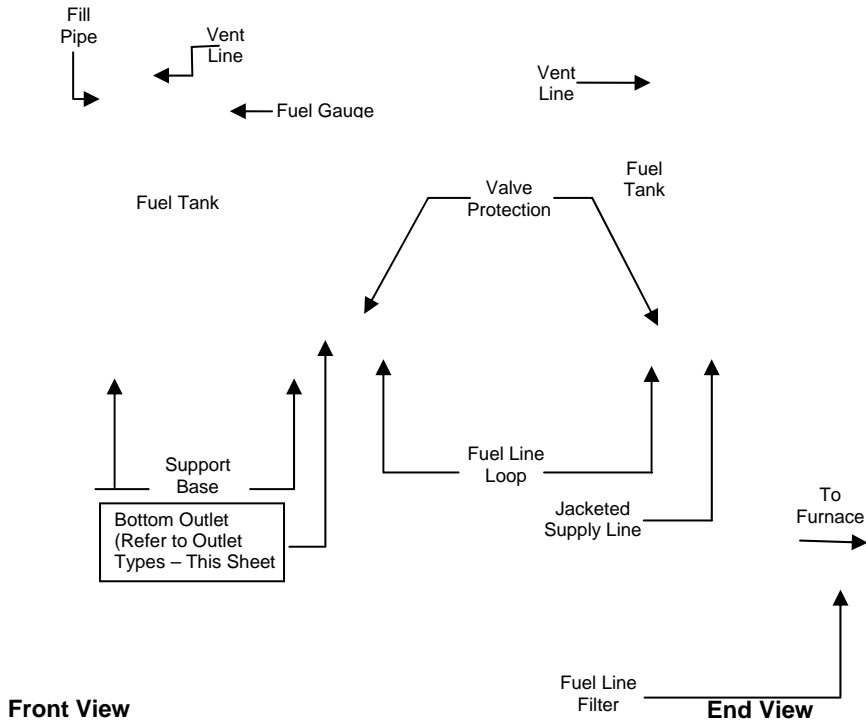 Fill
Pipe
Vent
Line
Vent
Line
Fuel Gauge
Fuel
Tank
Fuel Tank
Valve
Protection
Fuel Line
Loop
Support
Base
Jacketed
Supply Line
To
Furnace
Bottom Outlet
(Refer to Outlet
Types – This Sheet
Fuel Line
Filter
Front View
End View